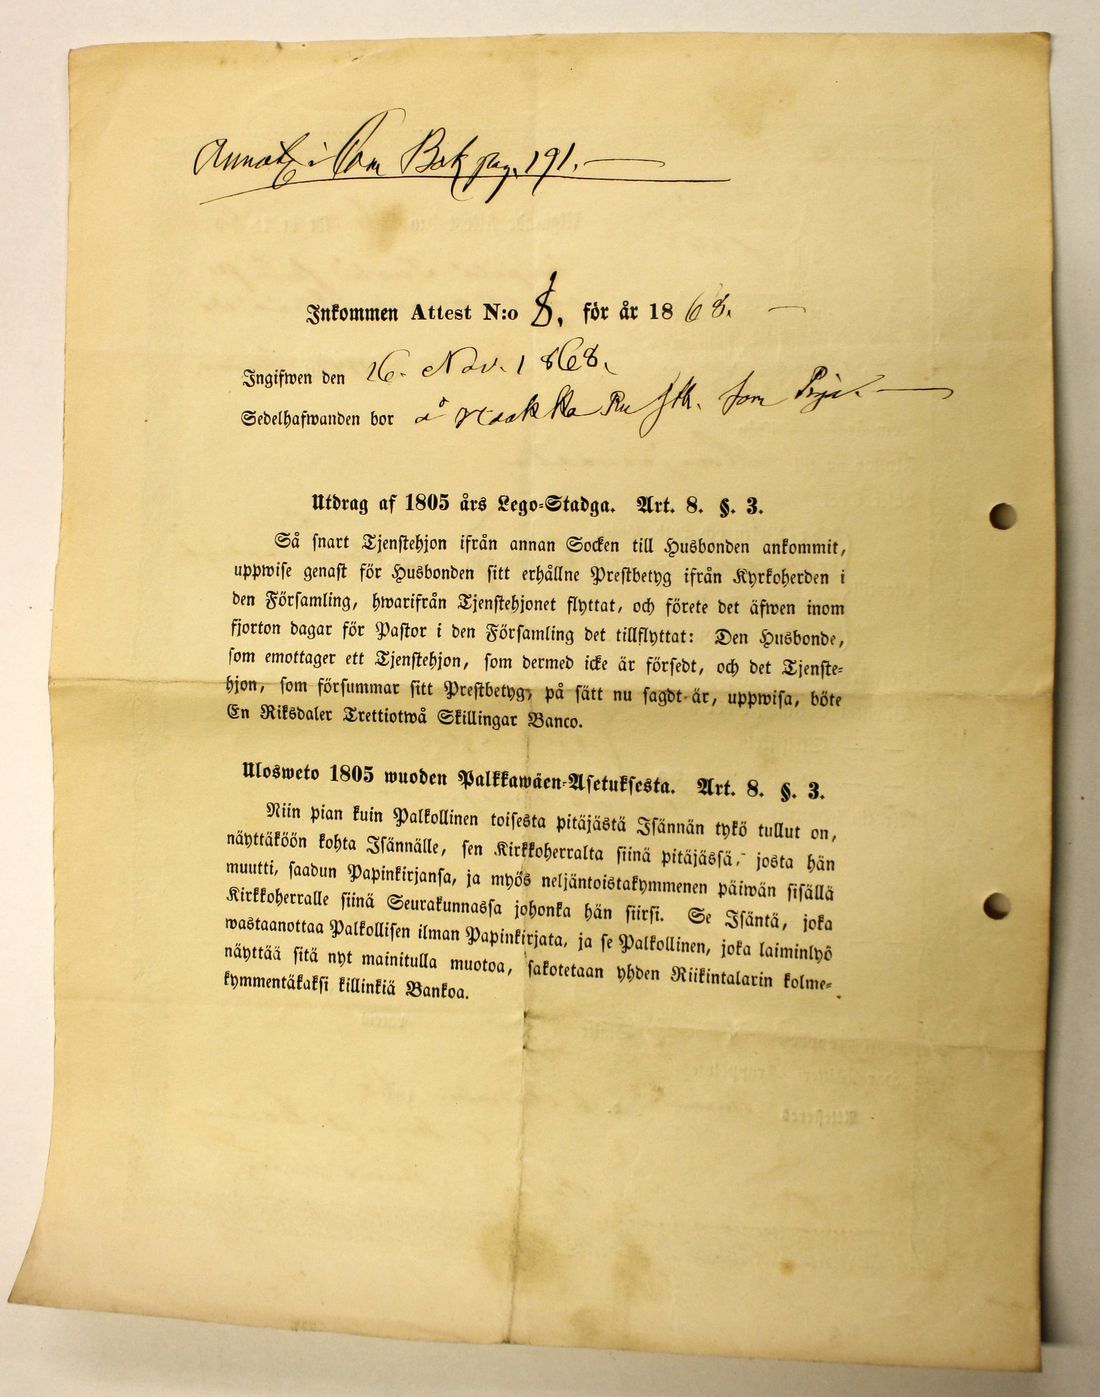 i Bok pag. 191.
Inkommen Attest N:o 8, för år 1868.
Ingifwen den 16. Nov. 1868.
Sedelhafwanden bor å
Utdrag af 1805 års Lego-Stadga. Art. 8. §. 3.
Så snart Tjenstehjon ifrån annan Socken till Husbonden ankommit,
uppwise genast för Husbonden sitt erhållne Prestbetyg ifrån Kyrkoherden i
den Församling, hwarifrån Tjenstehjonet flyttat, och förete det äfwen inom
fjorton dagar för Pastor i den Församling det tillflyttat: Den Husbonde,
som emottager ett Tjenstehjon, som dermed icke är försedt, och det Tjenste-
hjon, som försummar sitt Prestbetyg, på sätt nu sagdt är, uppwisa, böte
En Riksdaler Trettiotwå Skillingar Banco.
Ulosweto 1805 wuoden Palkkawäen-Asetuksesta. Art. 8. §. 3.
Niin pian kuin Palkollinen toisesta pitäjästä Isännän tykö tullut on,
näyttäköön kohta Isännälle, sen Kirkkoherralta siinä pitäjässä, josta hän
muutti, saadun Papinkirjansa, ja myös neljäntoistakymmenen päiwän sisällä
Kirkkoherralle siinä Seurakunnassa johonka hän siirsi. Se Isäntä, joka
wastaanottaa Palkollisen ilman Papinkirjata, ja se Palkollinen, joka laiminlyö
näyttää sitä nyt mainitulla muotoa, sakotetaan yhden Riikintalarin kolme-
kymmentäkaksi killinkiä Bankoa.